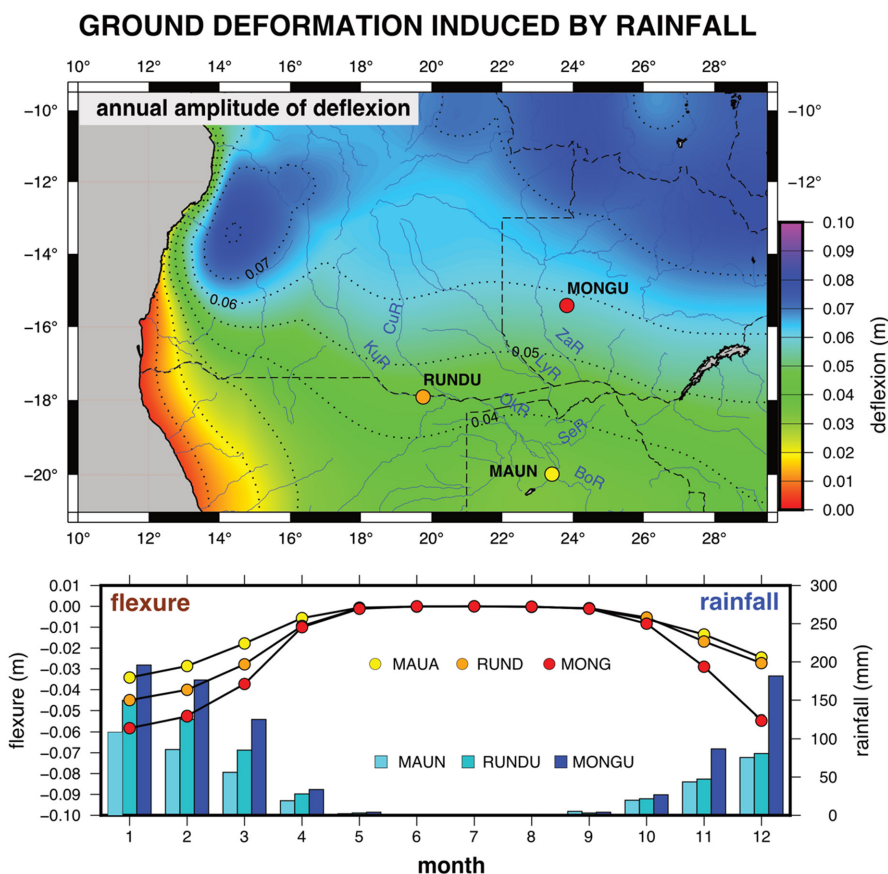 GROUND DEFORMATION INDUCED BY RAINFALL
10° 12° 14° 16° 18° 20° 22° 24° 26° 28°
annual amplitude of deflexion
−10° −10°
−12° −12°
−14° −14°
−16° −16°
−18° −18°
−20° −20°
0.07
0.06
0.05
0.04
MONGU
RUNDU
MAUN
CuR
KuR
ZaR
LyR
OkR
SeR
BoR
10° 12° 14° 16° 18° 20° 22° 24° 26° 28°
0.10
0.09
0.08
0.07
0.06
0.05
0.04
0.03
0.02
0.01
0.00
deflexion (m)
flexure rainfall
0.01
0.00
−0.01
−0.02
−0.03
−0.04
−0.05
−0.06
−0.07
−0.08
−0.09
−0.10
flexure (m)
MAUA RUND MONG
MAUN RUNDU MONGU
300
250
200
150
100
50
0
rainfall (mm)
1 2 3 4 5 6 7 8 9 10 11 12
month